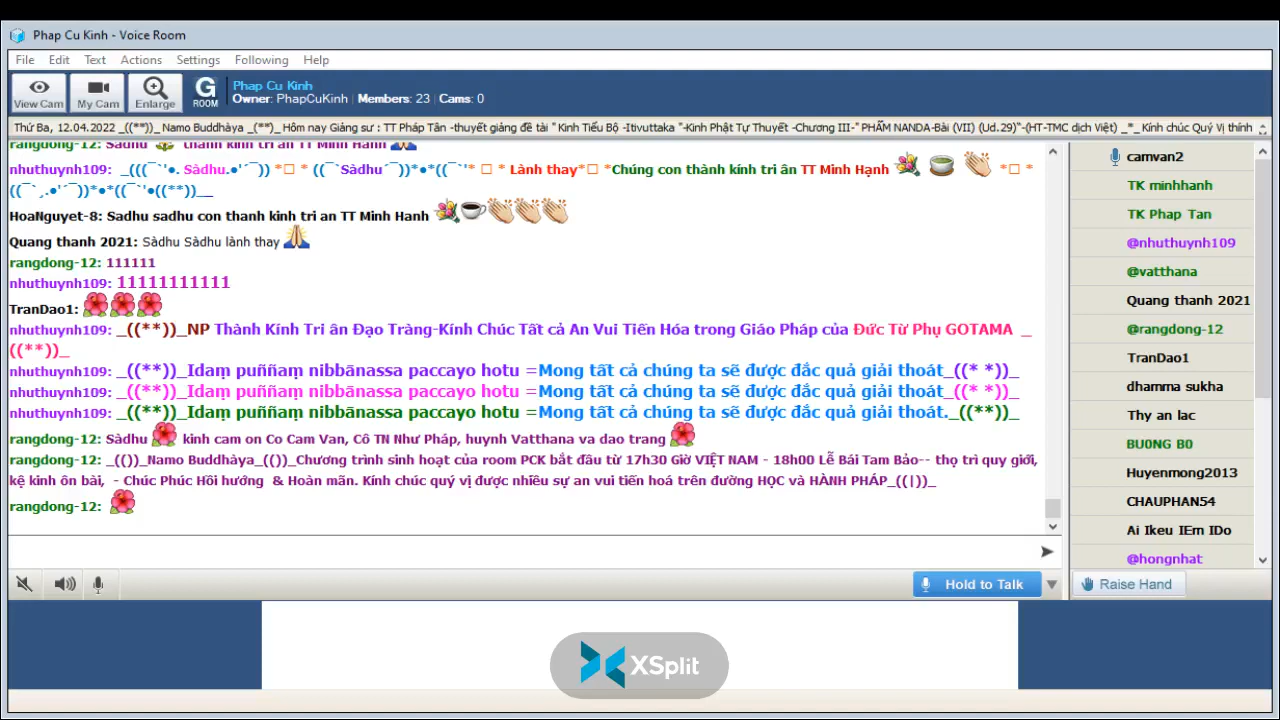 Phap Cu Kinh - Voice Room
File Edit Text Actions Settings Following Help
View Cam My Cam Enlarge G ROOM
Phap Cu Kinh
Owner: PhapCuKinh Members: 23 Cams: 0
Thứ Ba, 12.04.2022 _((**))_ Namo Buddhàya _(**)_ Hôm nay Giảng sư : TT Pháp Tân -thuyết giảng đề tài "Kinh Tiểu Bộ -Itivuttaka "-Kinh Phật Tự Thuyết -Chương III-" PHẨM NANDA-Bài (VII) (Ud.29)"-(HT-TMC dịch Việt) _*_ Kính chúc Quý Vị thính
rangdong-12: Sadhu thành kính tri ân TT Minh Hanh
nhuthuynh109: _(((¯`'•. Sàdhu.•'´¯)) *□ * ((¯`Sàdhu´¯))*•*((¯`'* □ * Lành thay*□ *Chúng con thành kính tri ân TT Minh Hạnh *□ *
((¯`¸.•'´¯))*•*((¯`'•((**))__
HoaNguyet-8: Sadhu sadhu con thanh kinh tri an TT Minh Hanh
Quang thanh 2021: Sàdhu Sàdhu lành thay
rangdong-12: 111111
nhuthuynh109: 11111111111
TranDao1:
nhuthuynh109: _((**))_NP Thành Kính Tri ân Đạo Tràng-Kính Chúc Tất cả An Vui Tiến Hóa trong Giáo Pháp của Đức Từ Phụ GOTAMA _
((**))_
nhuthuynh109: _((**))_Idaṃ puññaṃ nibbānassa paccayo hotu =Mong tất cả chúng ta sẽ được đắc quả giải thoát_((* *))_
nhuthuynh109: _((**))_Idaṃ puññaṃ nibbānassa paccayo hotu =Mong tất cả chúng ta sẽ được đắc quả giải thoát_((* *))_
nhuthuynh109: _((**))_Idaṃ puññaṃ nibbānassa paccayo hotu =Mong tất cả chúng ta sẽ được đắc quả giải thoát._((**))_
rangdong-12: Sàdhu kinh cam on Co Cam Van, Cô TN Như Pháp, huynh Vatthana va dao trang
rangdong-12: _(())_Namo Buddhàya_(())_Chương trình sinh hoạt của room PCK bắt đầu từ 17h30 Giờ VIỆT NAM - 18h00 Lễ Bái Tam Bảo-- thọ trì quy giới,
kệ kinh ôn bài, - Chúc Phúc Hồi hướng & Hoàn mãn. Kính chúc quý vị được nhiều sự an vui tiến hoá trên đường HỌC và HÀNH PHÁP_((|))_
rangdong-12:
camvan2
TK minhhanh
TK Phap Tan
@nhuthuynh109
@vatthana
Quang thanh 2021
@rangdong-12
TranDao1
dhamma sukha
Thy an lac
BU0NG B0
Huyenmong2013
CHAUPHAN54
Ai Ikeu IEm IDo
@hongnhat
Hold to Talk
Raise Hand
XSplit